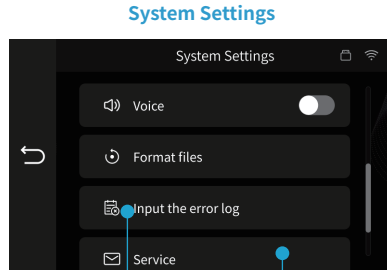 System Settings
System Settings
Voice
Format files
Input the error log
Service